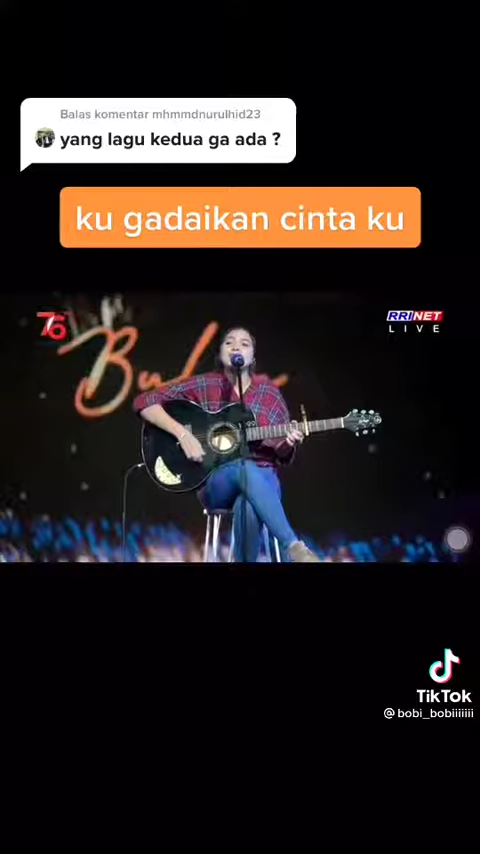 Balas komentar mhmmdnurulhid23
yang lagu kedua ga ada ?
ku gadaikan cinta ku
76
RRINET
LIVE
TikTok
@bobi_bobiiiiiii